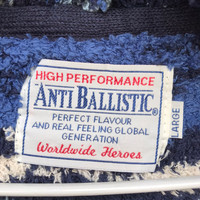 HIGH PERFORMANCE
ANTI BALLISTIC®
PERFECT FLAVOUR
AND REAL FEELING GLOBAL
GENERATION
Worldwide Heroes.
LARGE